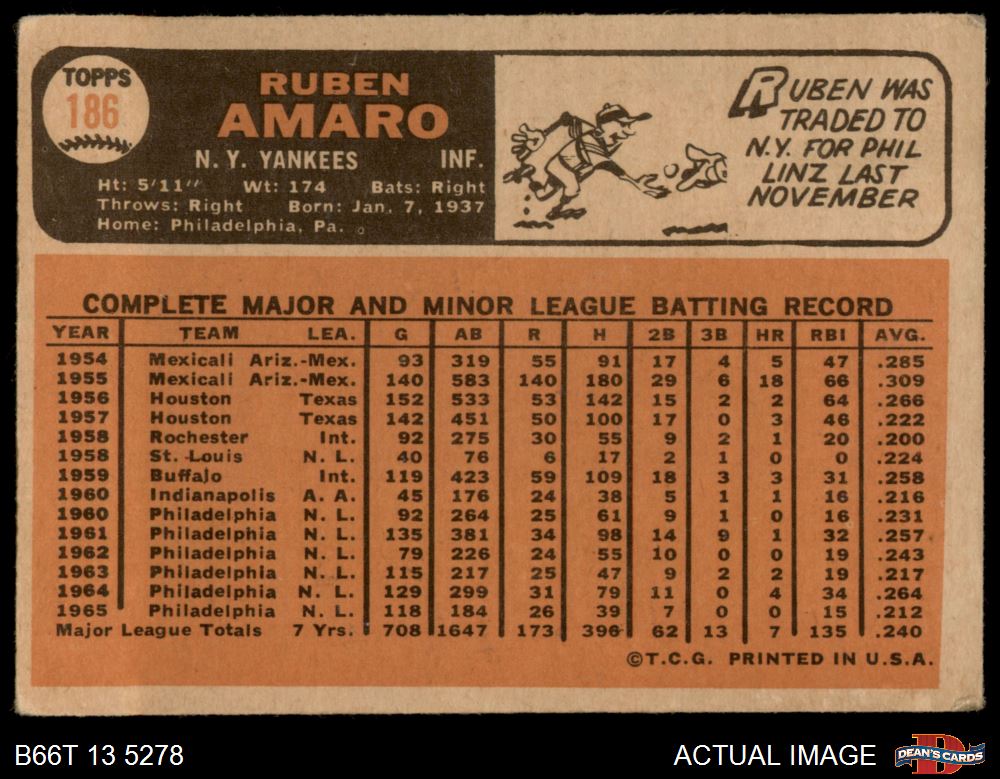 TOPPS
186
RUBEN
AMARO
N. Y. YANKEES INF.
Ht: 5'11" Wt: 174 Bats: Right
Throws: Right Born: Jan. 7, 1937
Home: Philadelphia, Pa.
RUBEN WAS
TRADED TO
N.Y. FOR PHIL
LINZ LAST
NOVEMBER
COMPLETE MAJOR AND MINOR LEAGUE BATTING RECORD
YEAR TEAM LEA. G AB R H 2B 3B HR RBI AVG.
1954 Mexicali Ariz.-Mex. 93 319 55 91 17 4 5 47 .285
1955 Mexicali Ariz.-Mex. 140 583 140 180 29 6 18 66 .309
1956 Houston Texas 152 533 53 142 15 2 2 64 .266
1957 Houston Texas 142 451 50 100 17 0 3 46 .222
1958 Rochester Int. 92 275 30 55 9 2 1 20 .200
1958 St. Louis N. L. 40 76 6 17 2 1 0 0 .224
1959 Buffalo Int. 119 423 59 109 18 3 3 31 .258
1960 Indianapolis A. A. 45 176 24 38 5 1 1 16 .216
1960 Philadelphia N. L. 92 264 25 61 9 1 0 16 .231
1961 Philadelphia N. L. 135 381 34 98 14 9 1 32 .257
1962 Philadelphia N. L. 79 226 24 55 10 0 0 19 .243
1963 Philadelphia N. L. 115 217 25 47 9 2 2 19 .217
1964 Philadelphia N. L. 129 299 31 79 11 0 4 34 .264
1965 Philadelphia N. L. 118 184 26 39 7 0 0 15 .212
Major League Totals 7 Yrs. 708 1647 173 396 62 13 7 135 .240
©T.C.G. PRINTED IN U.S.A.
B66T 13 5278
ACTUAL IMAGE
DEAN'S CARDS